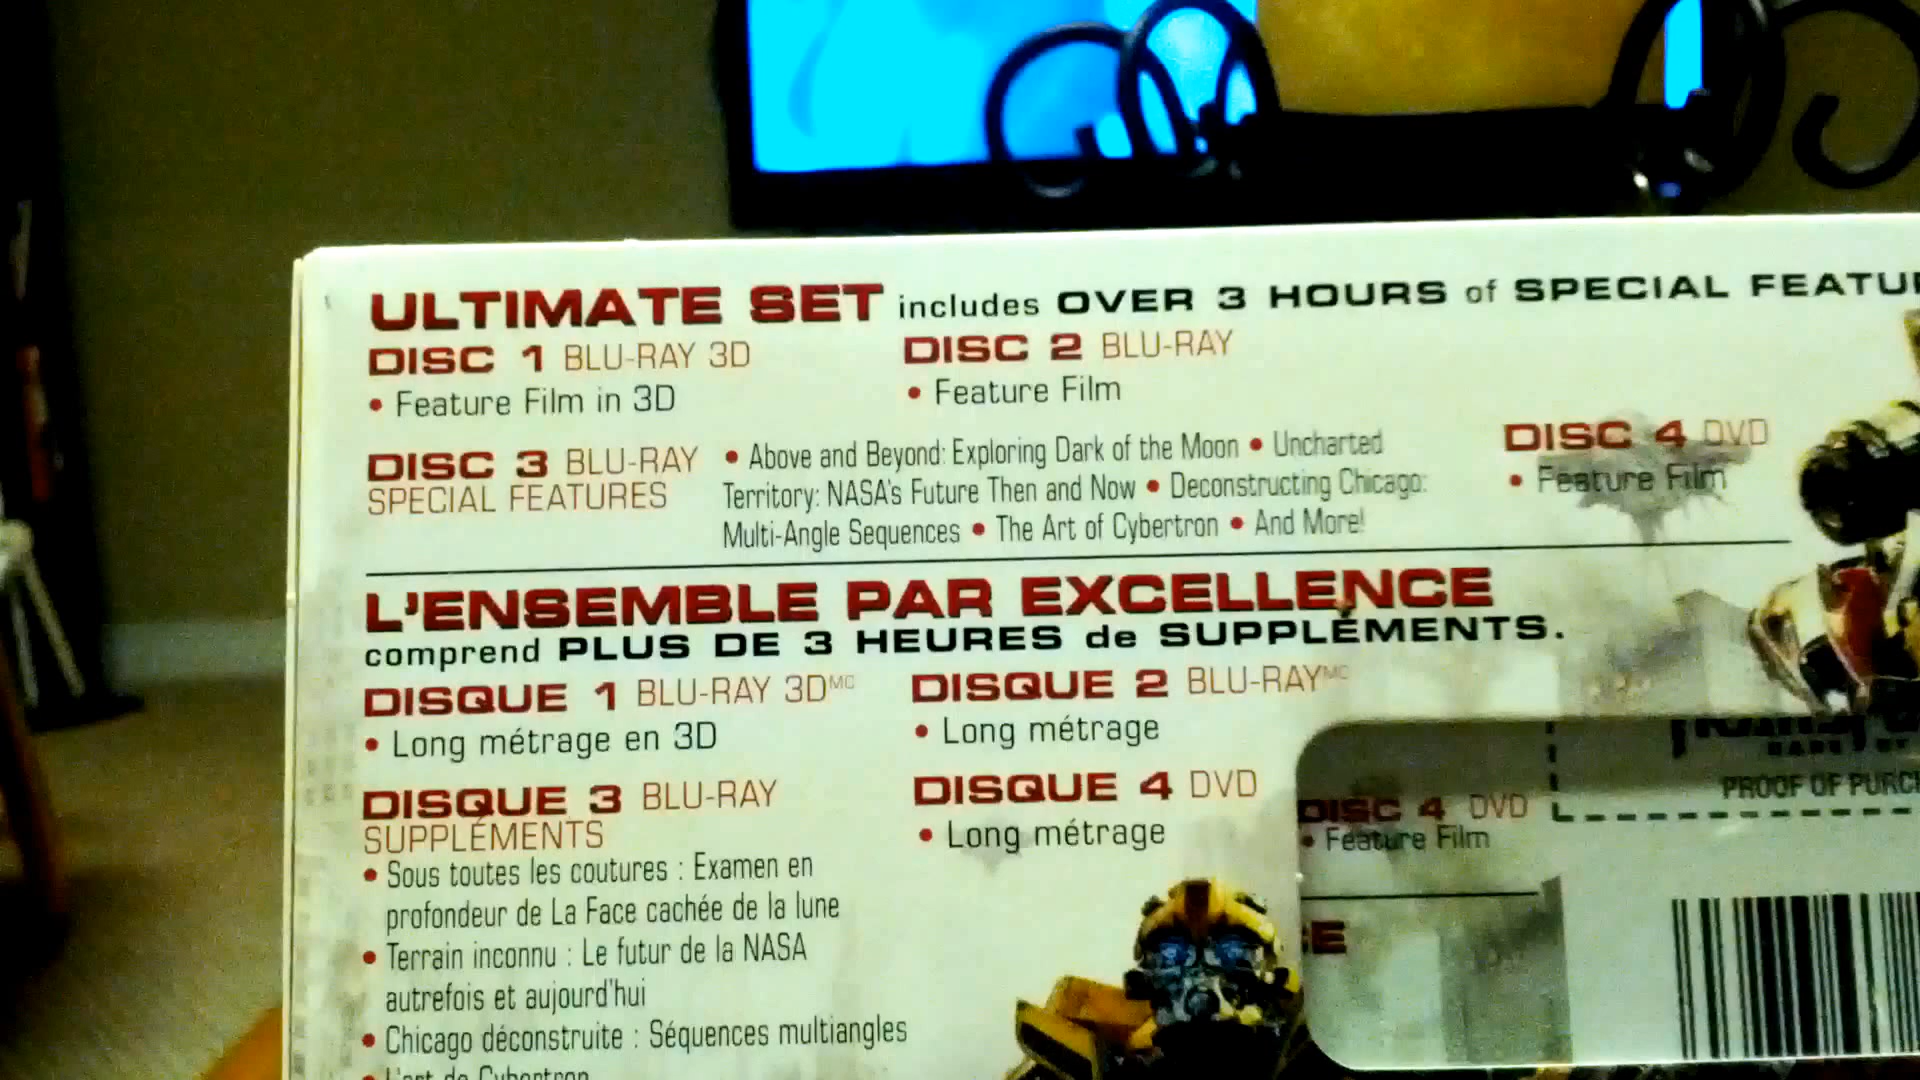 ULTIMATE SET includes OVER 3 HOURS of SPECIAL
DISC 1 BLU-RAY 3D
• Feature Film in 3D
DISC 2 BLU-RAY
• Feature Film
DISC 3 BLU-RAY
SPECIAL FEATURES
• Above and Beyond: Exploring Dark of the Moon • Uncharted
Territory: NASA's Future Then and Now • Deconstructing Chicago:
Multi-Angle Sequences • The Art of Cybertron • And More!
DISC 4 DVD
• Feature Film
L'ENSEMBLE PAR EXCELLENCE
comprend PLUS DE 3 HEURES de SUPPLÉMENTS.
DISQUE 1 BLU-RAY 3DMC
• Long métrage en 3D
DISQUE 2 BLU-RAYMC
• Long métrage
DISQUE 3 BLU-RAY
SUPPLÉMENTS
• Sous toutes les coutures : Examen en
profondeur de La Face cachée de la lune
• Terrain inconnu : Le futur de la NASA
autrefois et aujourd'hui
• Chicago déconstruite : Séquences multiangles
• L'art de Cybertron
DISQUE 4 DVD
• Long métrage
DISC 4 DVD
• Feature Film
PROOF OF